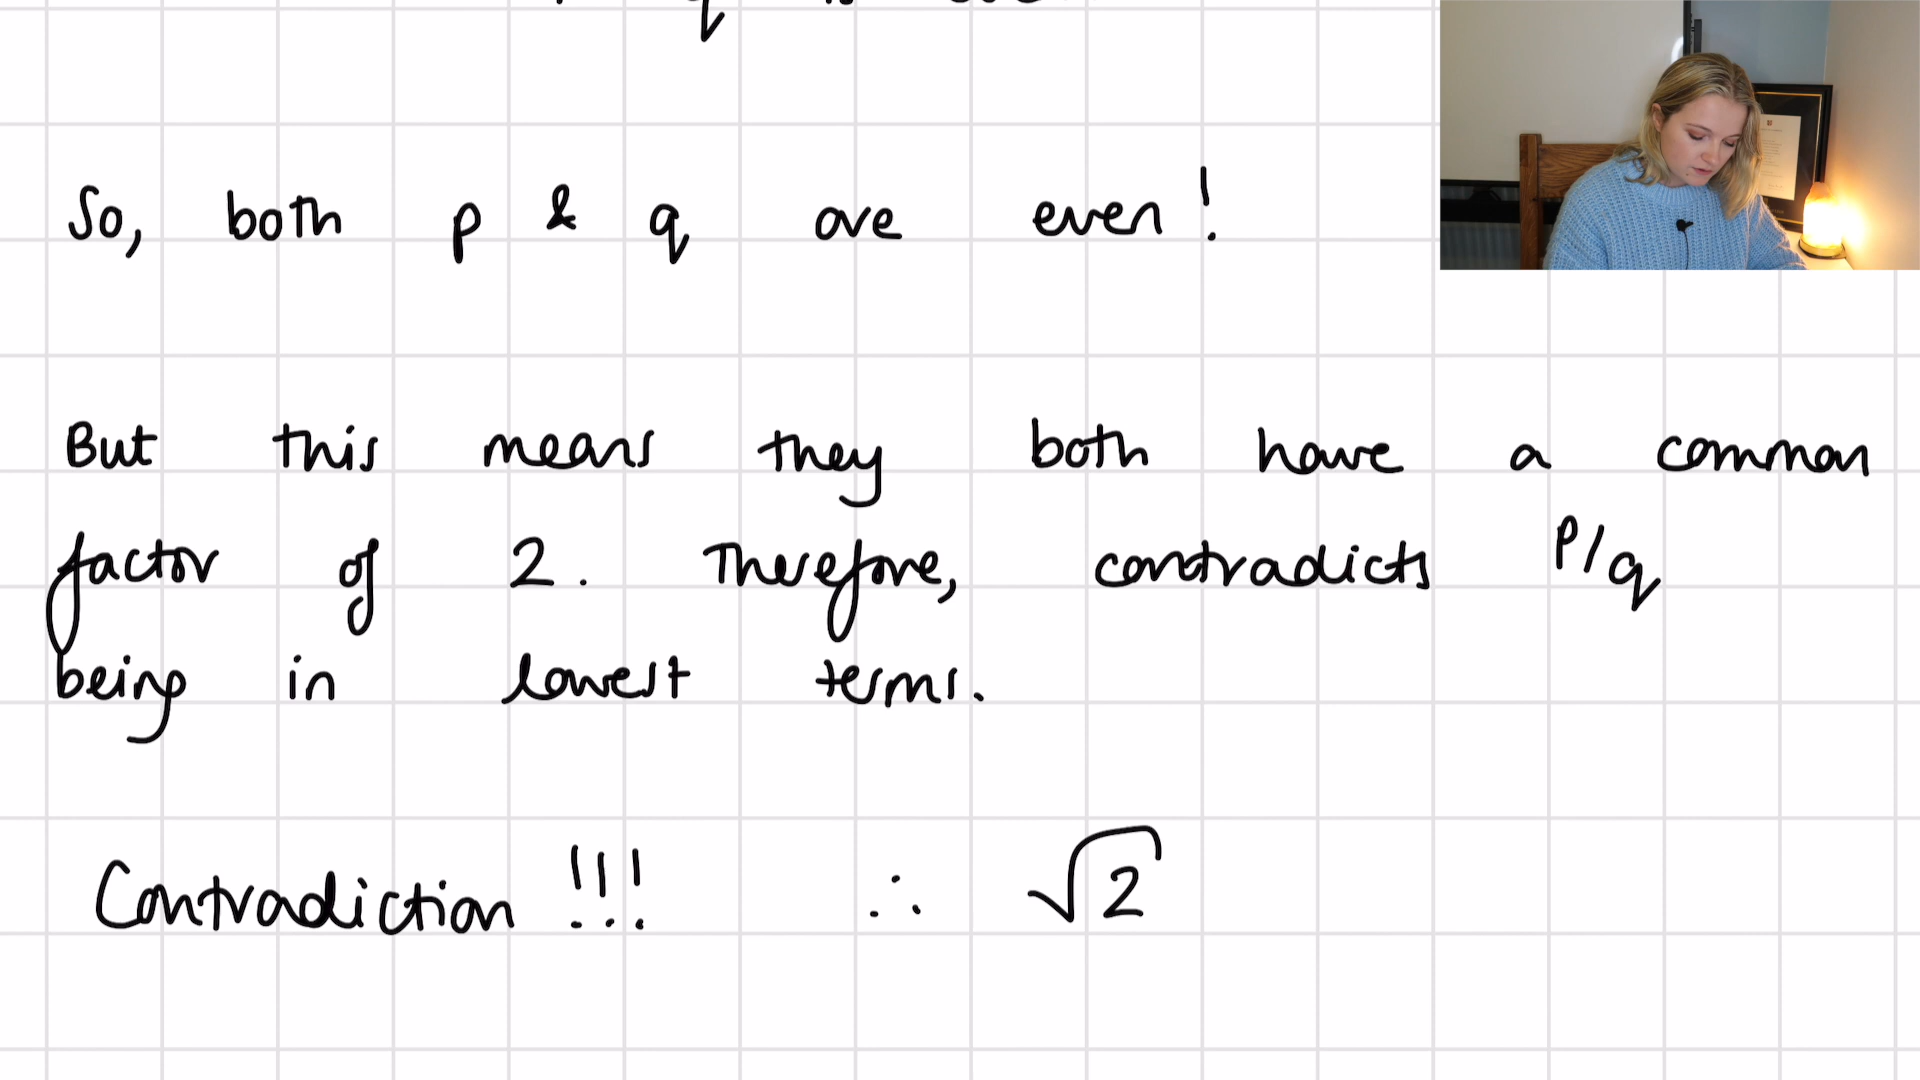 So, both p & q are even!
But this means they both have a common
factor of 2. Therefore, contradicts P/q
being in lowest terms.
Contradiction !!! ∴ √2